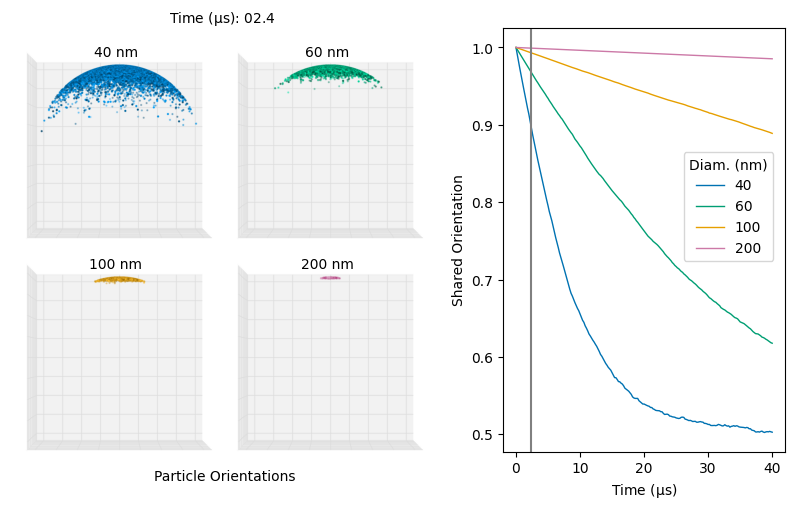 Time (µs): 02.4
40 nm
60 nm
100 nm
200 nm
Particle Orientations
Shared Orientation
1.0
0.9
0.8
0.7
0.6
0.5
Diam. (nm)
40
60
100
200
0 10 20 30 40
Time (µs)